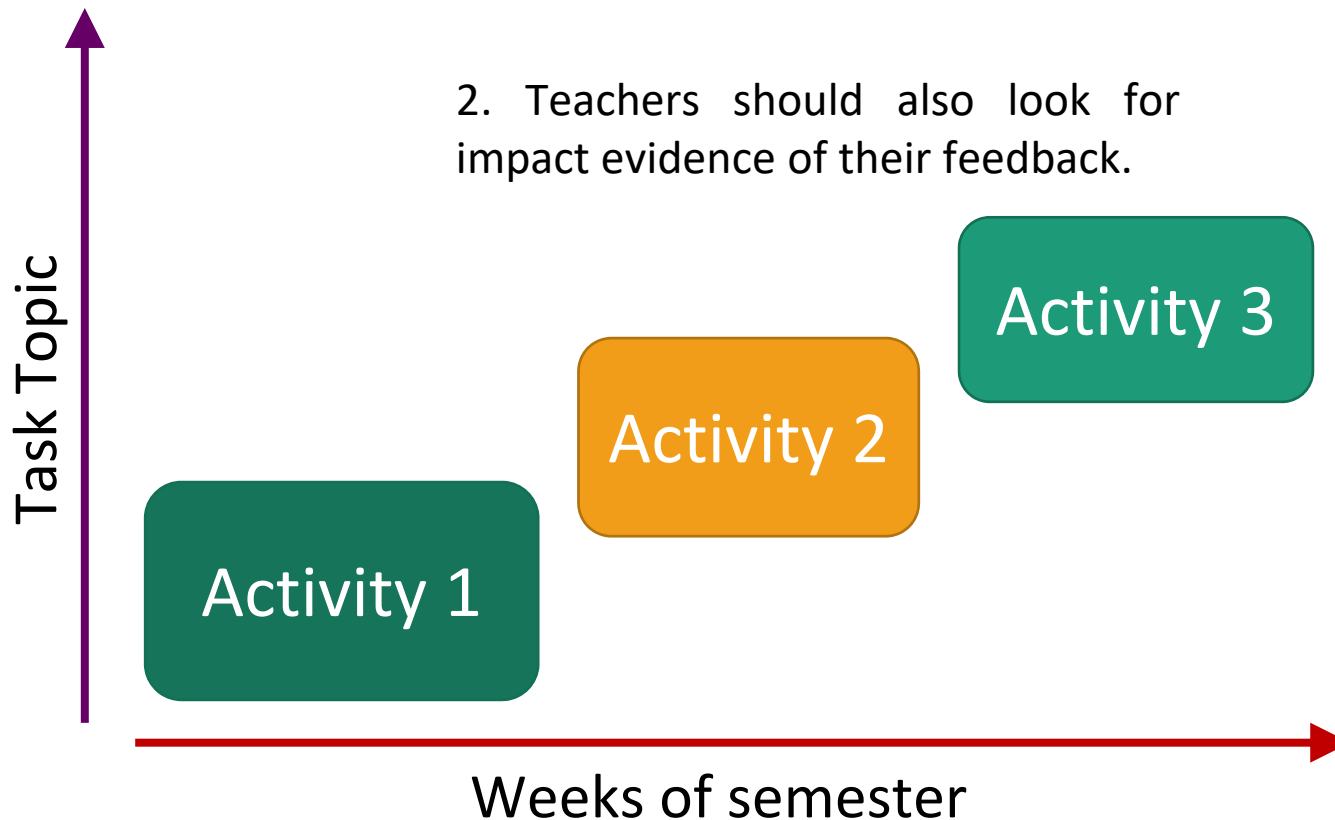 2. Teachers should also look for
impact evidence of their feedback.
Activity 3
Activity 2
Activity 1
Task Topic
Weeks of semester